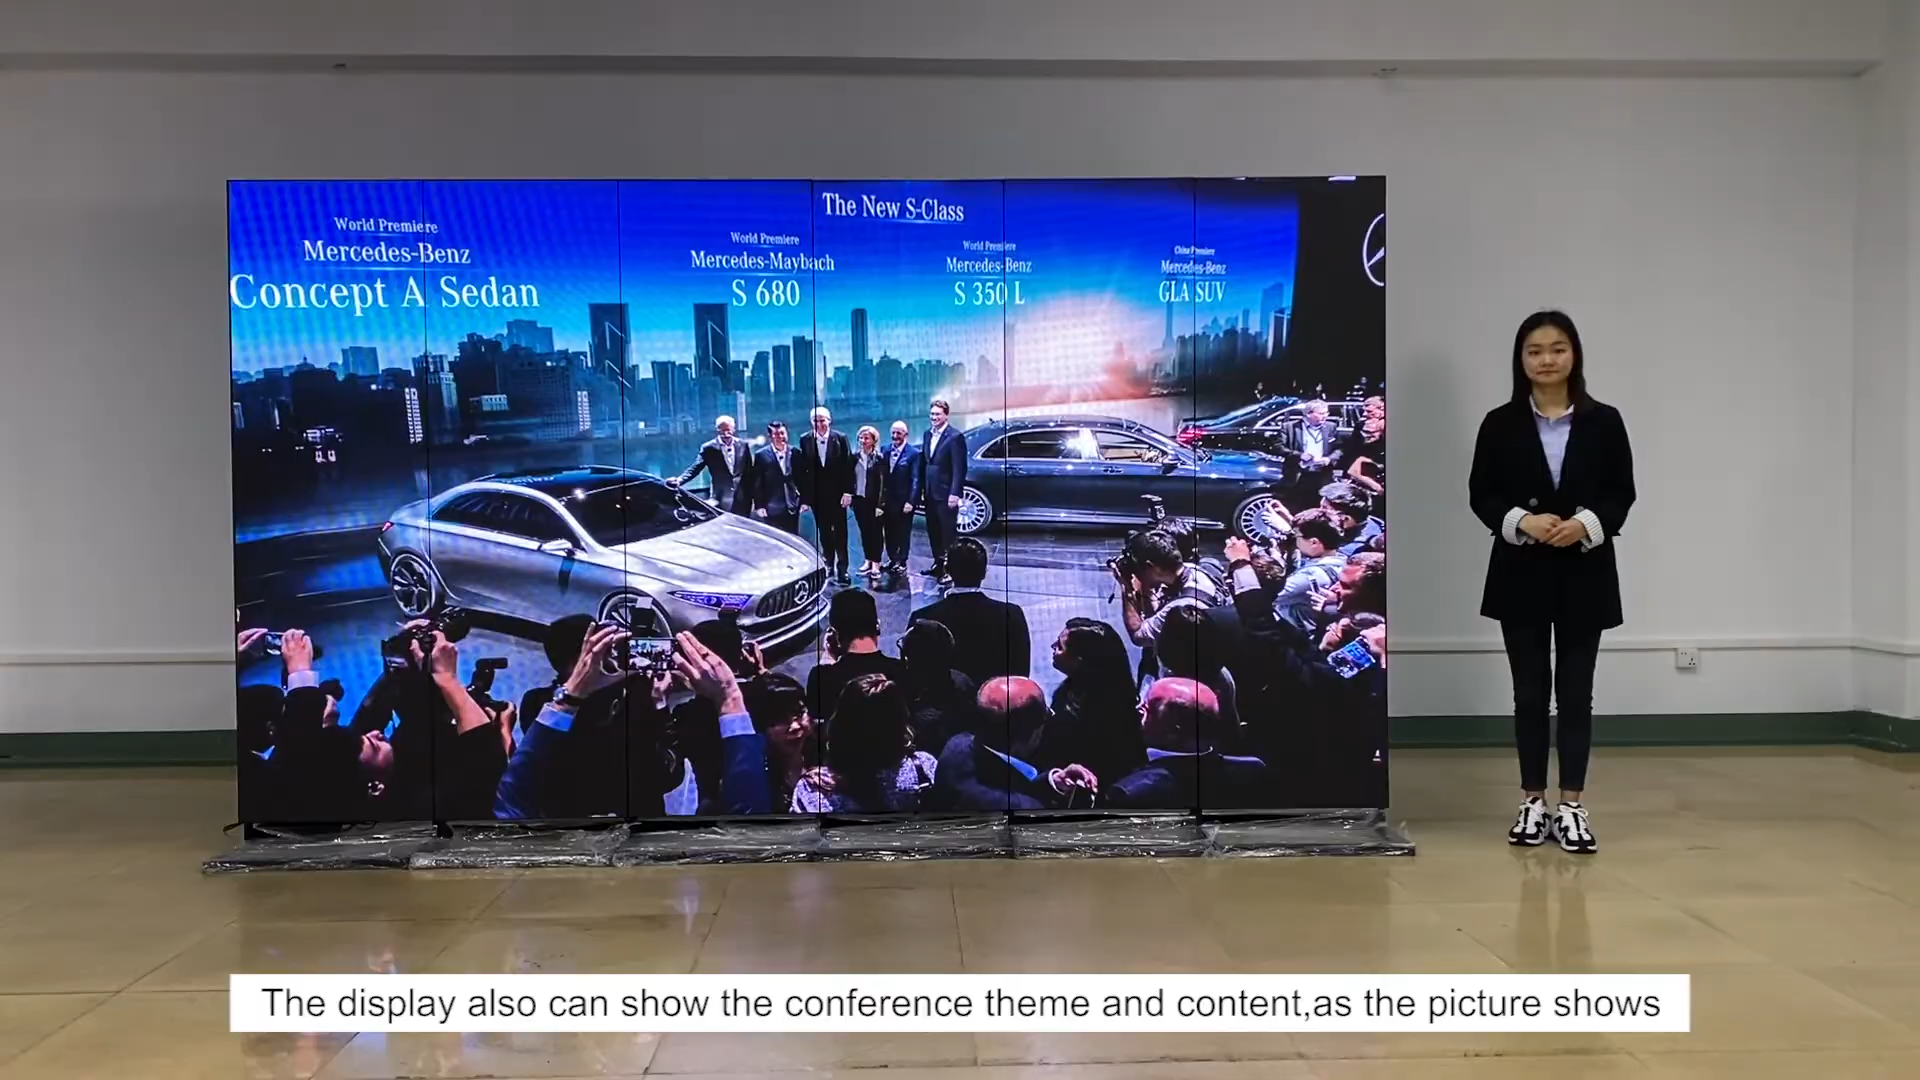 The New S-Class
World Premiere
Mercedes-Benz
Concept A Sedan
World Premiere
Mercedes-Maybach
S 680
World Premiere
Mercedes-Benz
S 350 L
China Premiere
Mercedes-Benz
GLA SUV
The display also can show the conference theme and content,as the picture shows